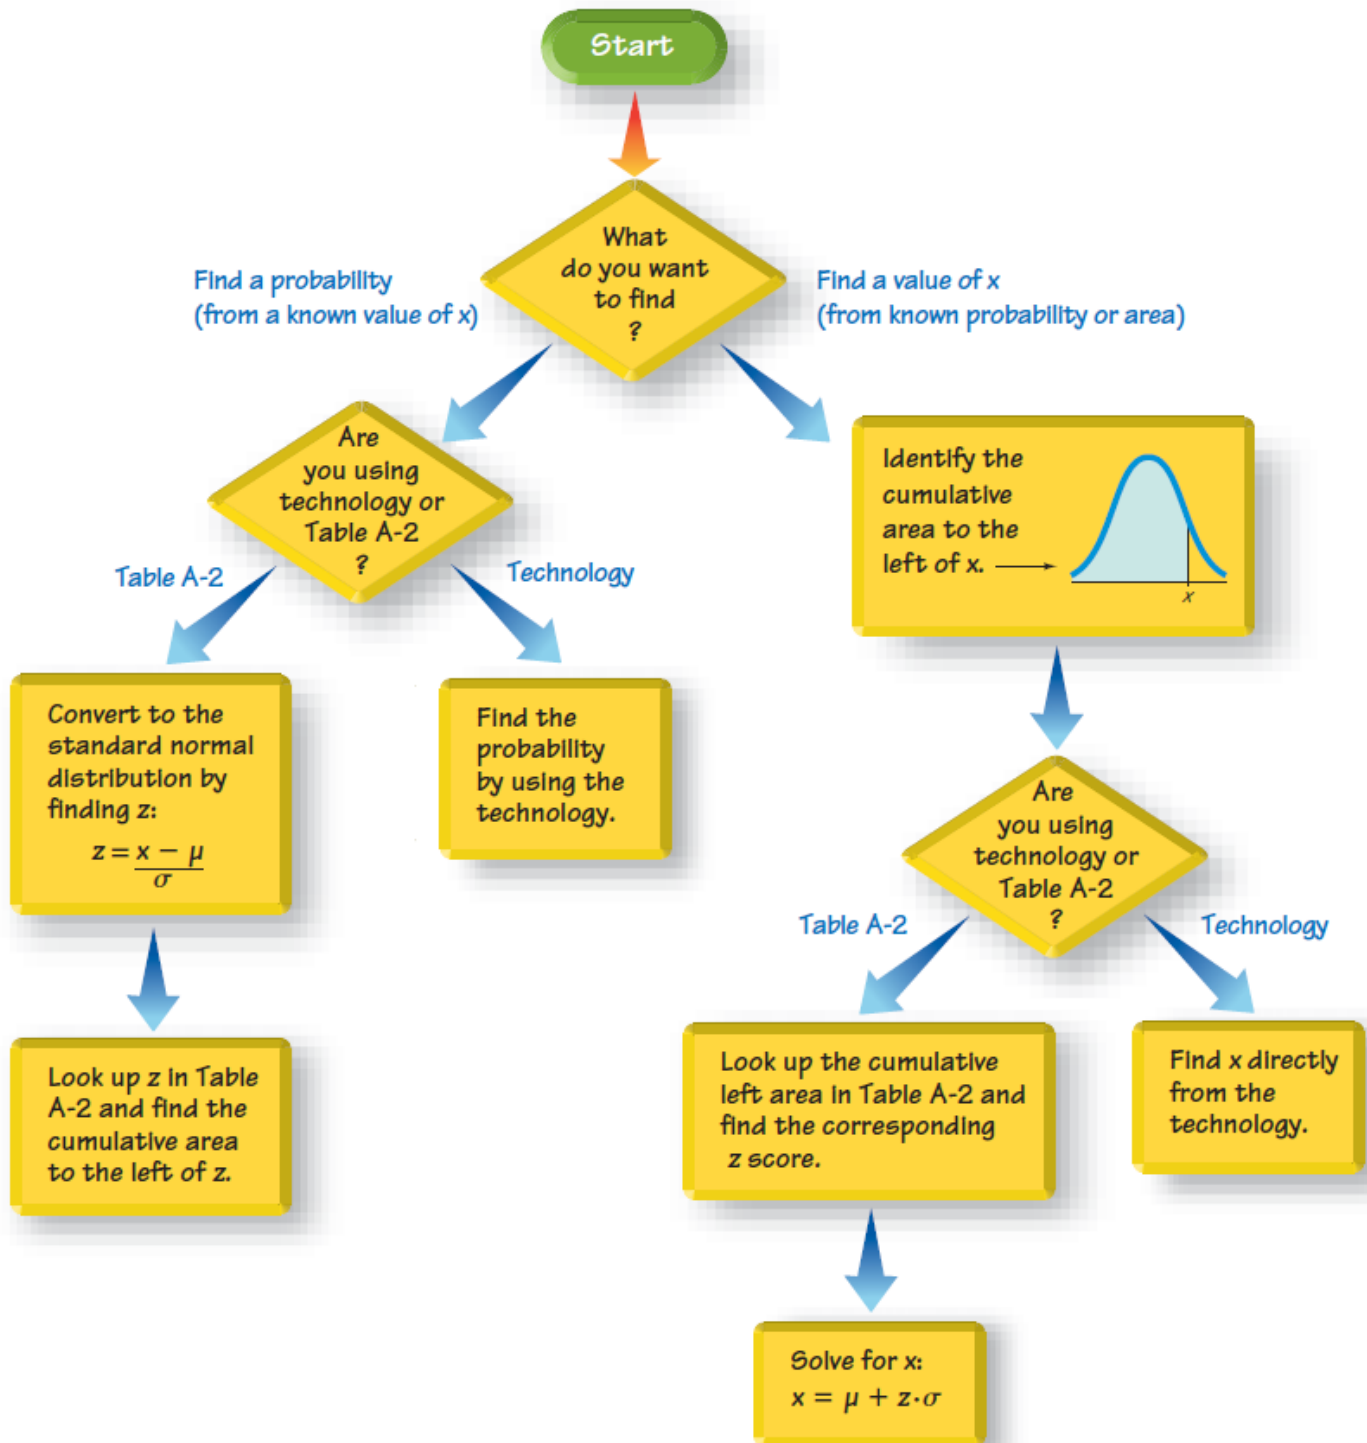 Start
What
do you want
to find
?
Find a probability
(from a known value of x)
Find a value of x
(from known probability or area)
Are
you using
technology or
Table A-2
?
Table A-2
Technology
Convert to the
standard normal
distribution by
finding z:
z = x − μ
σ
Look up z in Table
A-2 and find the
cumulative area
to the left of z.
Find the
probability
by using the
technology.
Identify the
cumulative
area to the
left of x.
x
Are
you using
technology or
Table A-2
?
Table A-2
Technology
Look up the cumulative
left area in Table A-2 and
find the corresponding
z score.
Solve for x:
x = μ + z·σ
Find x directly
from the
technology.